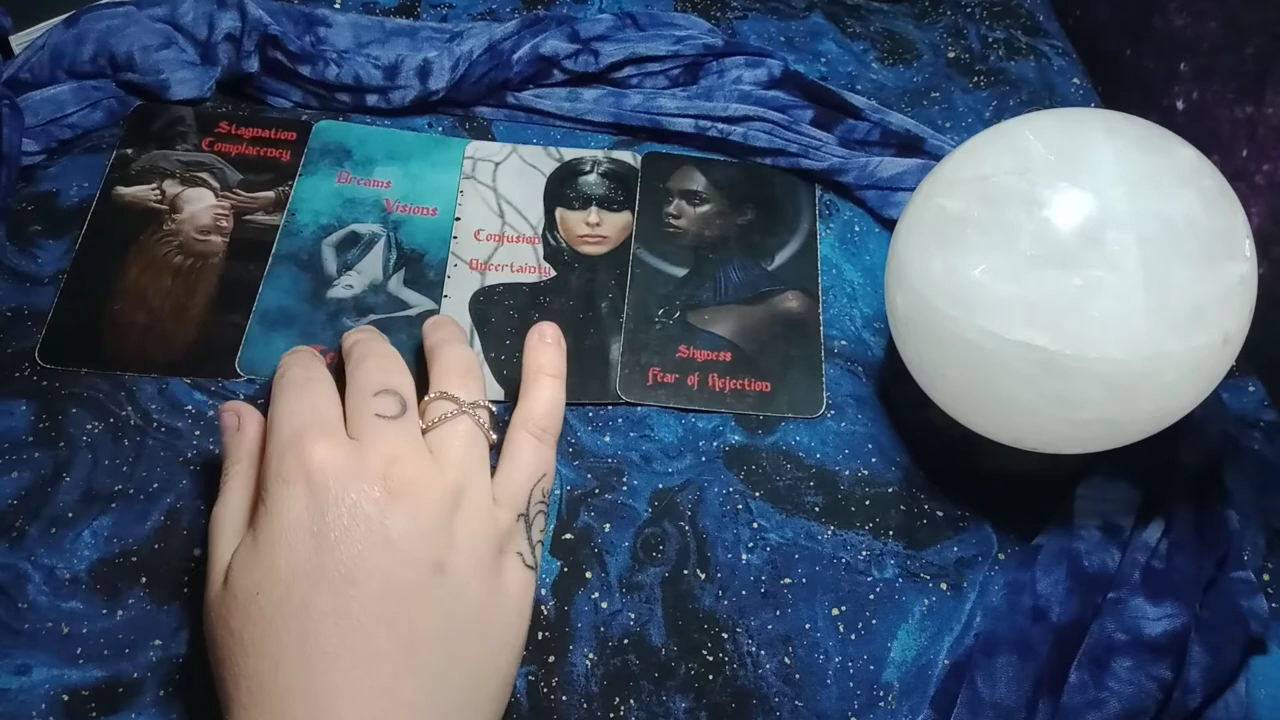 Stagnation
Complacency
Dreams
Visions
Confusion
Uncertainty
Shyness
Fear of Rejection